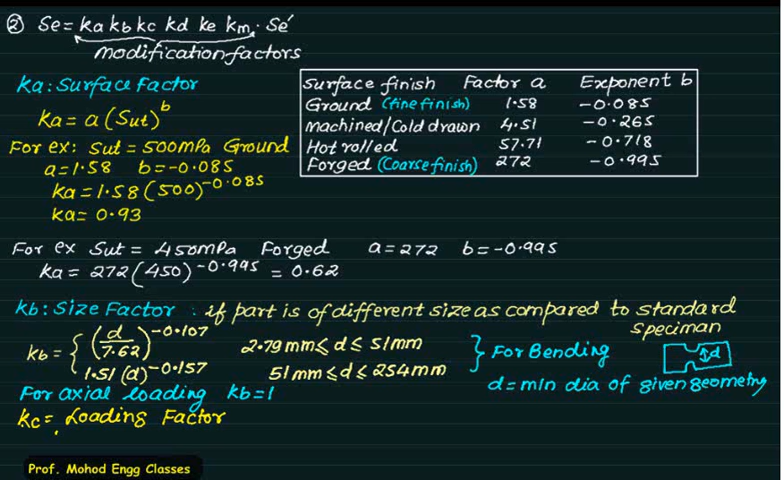 ② Se = ka kb kc kd ke km · Se'
modification factors
ka : Surface Factor
ka = a (Sut)^b
For ex: Sut = 500mPa Ground
a = 1.58 b = -0.085
ka = 1.58 (500)^-0.085
ka = 0.93
Surface finish Factor a Exponent b
Ground (fine finish) 1.58 -0.085
Machined/Cold drawn 4.51 -0.265
Hot rolled 57.71 -0.718
Forged (Coarse finish) 272 -0.995
For ex Sut = 450mPa Forged a = 272 b = -0.995
ka = 272 (450)^-0.995 = 0.62
kb : Size Factor : if part is of different size as compared to standard
speciman
kb = { (d/7.62)^-0.107 2.79 mm ≤ d ≤ 51 mm
1.51 (d)^-0.157 51 mm ≤ d ≤ 254 mm
} For Bending
d
d = min dia of given geometry
For axial loading kb = 1
kc = Loading Factor
Prof. Mohod Engg Classes